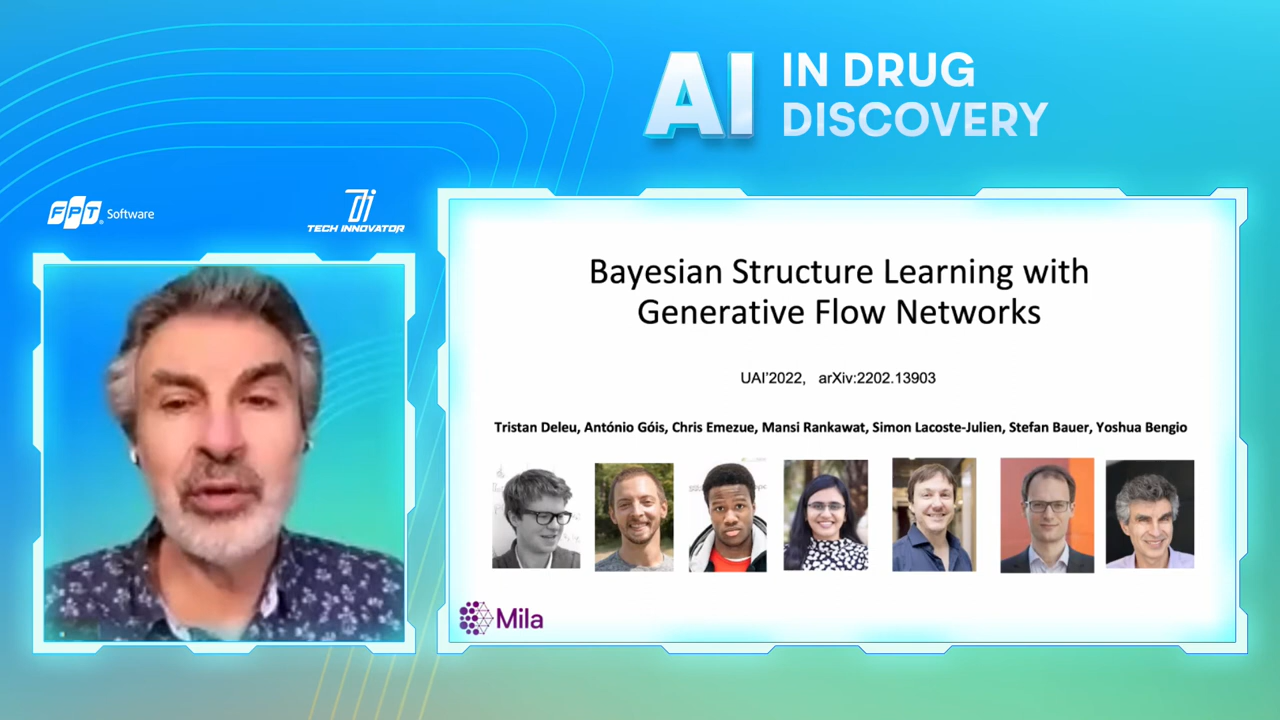 AI IN DRUG
DISCOVERY
FPT Software
TECH INNOVATOR
Bayesian Structure Learning with
Generative Flow Networks
UAI'2022, arXiv:2202.13903
Tristan Deleu, António Góis, Chris Emezue, Mansi Rankawat, Simon Lacoste-Julien, Stefan Bauer, Yoshua Bengio
Mila